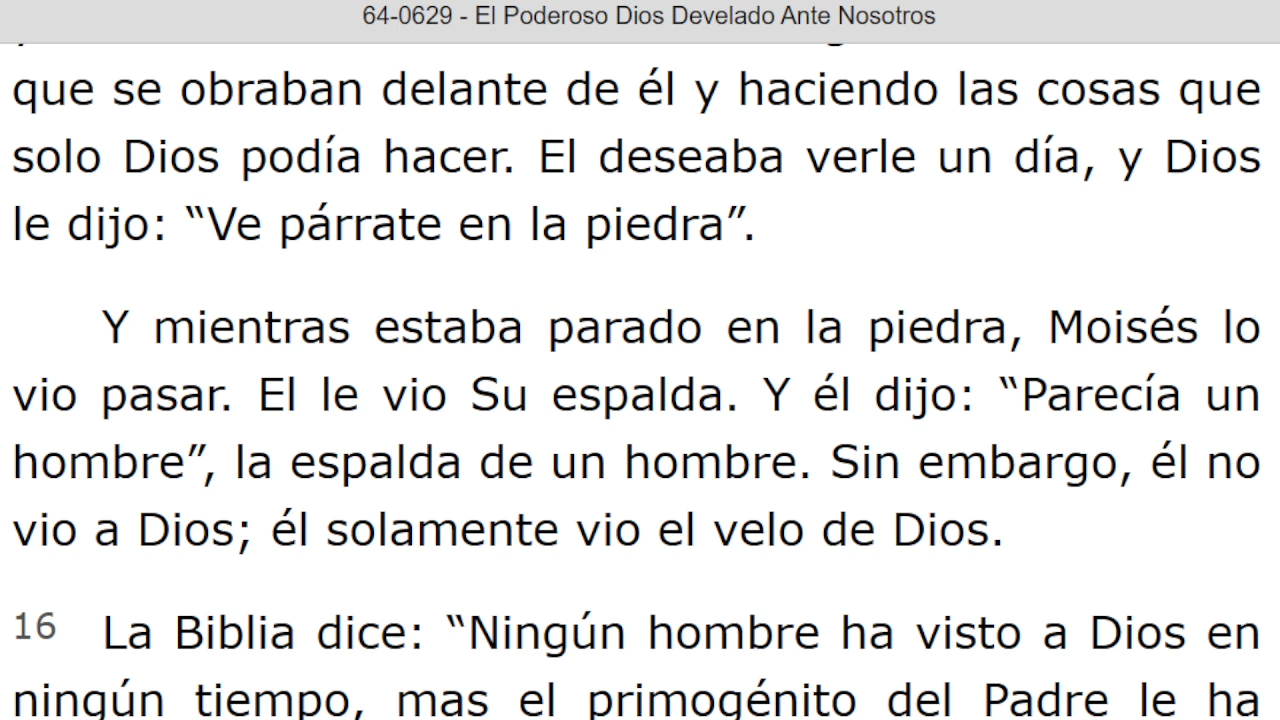 64-0629 - El Poderoso Dios Develado Ante Nosotros
que se obraban delante de él y haciendo las cosas que
solo Dios podía hacer. El deseaba verle un día, y Dios
le dijo: “Ve párrate en la piedra”.
Y mientras estaba parado en la piedra, Moisés lo
vio pasar. El le vio Su espalda. Y él dijo: “Parecía un
hombre”, la espalda de un hombre. Sin embargo, él no
vio a Dios; él solamente vio el velo de Dios.
16 La Biblia dice: “Ningún hombre ha visto a Dios en
ningún tiempo, mas el primogénito del Padre le ha